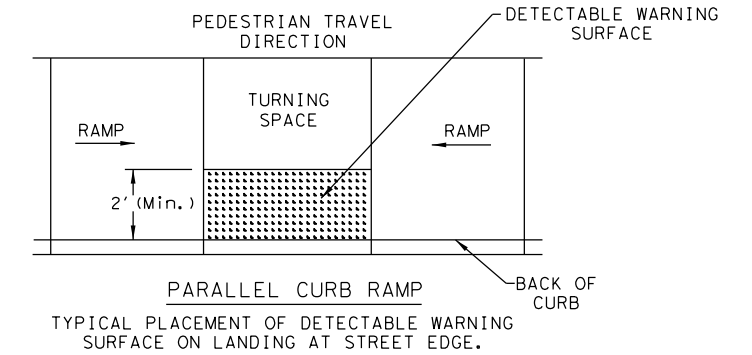 PEDESTRIAN TRAVEL
DIRECTION
DETECTABLE WARNING
SURFACE
TURNING
SPACE
RAMP
RAMP
2' (Min.)
BACK OF
CURB
PARALLEL CURB RAMP
TYPICAL PLACEMENT OF DETECTABLE WARNING
SURFACE ON LANDING AT STREET EDGE.